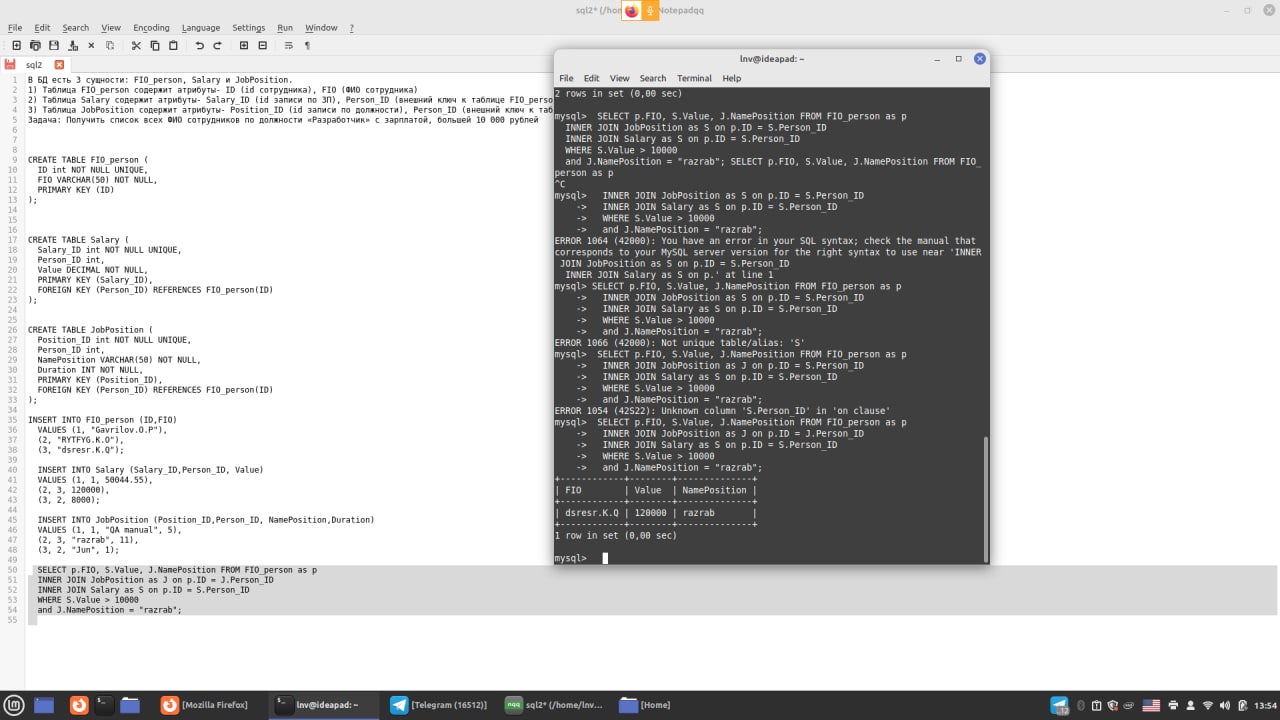 sql2* (/hom
Notepadqq
File Edit Search View Encoding Language Settings Run Window ?
sql2
1 В БД есть 3 сущности: FIO_person, Salary и JobPosition.
2 1) Таблица FIO_person содержит атрибуты- ID (id сотрудника), FIO (ФИО сотрудника)
3 2) Таблица Salary содержит атрибуты- Salary_ID (id записи по ЗП), Person_ID (внешний ключ к таблице FIO_perso
4 3) Таблица JobPosition содержит атрибуты- Position_ID (id записи по должности), Person_ID (внешний ключ к таб
5 Задача: Получить список всех ФИО сотрудников по должности «Разработчик» с зарплатой, большей 10 000 рублей
6
7
8
9 CREATE TABLE FIO_person (
10 ID int NOT NULL UNIQUE,
11 FIO VARCHAR(50) NOT NULL,
12 PRIMARY KEY (ID)
13 );
14
15
16
17 CREATE TABLE Salary (
18 Salary_ID int NOT NULL UNIQUE,
19 Person_ID int,
20 Value DECIMAL NOT NULL,
21 PRIMARY KEY (Salary_ID),
22 FOREIGN KEY (Person_ID) REFERENCES FIO_person(ID)
23 );
24
25
26 CREATE TABLE JobPosition (
27 Position_ID int NOT NULL UNIQUE,
28 Person_ID int,
29 NamePosition VARCHAR(50) NOT NULL,
30 Duration INT NOT NULL,
31 PRIMARY KEY (Position_ID),
32 FOREIGN KEY (Person_ID) REFERENCES FIO_person(ID)
33 );
34
35 INSERT INTO FIO_person (ID,FIO)
36 VALUES (1, "Gavrilov.O.P"),
37 (2, "RYTFYG.K.O"),
38 (3, "dsresr.K.Q");
39
40 INSERT INTO Salary (Salary_ID,Person_ID, Value)
41 VALUES (1, 1, 50044.55),
42 (2, 3, 120000),
43 (3, 2, 8000);
44
45 INSERT INTO JobPosition (Position_ID,Person_ID, NamePosition,Duration)
46 VALUES (1, 1, "QA manual", 5),
47 (2, 3, "razrab", 11),
48 (3, 2, "Jun", 1);
49
50 SELECT p.FIO, S.Value, J.NamePosition FROM FIO_person as p
51 INNER JOIN JobPosition as J on p.ID = J.Person_ID
52 INNER JOIN Salary as S on p.ID = S.Person_ID
53 WHERE S.Value > 10000
54 and J.NamePosition = "razrab";
55
lnv@ideapad: ~
File Edit View Search Terminal Help
2 rows in set (0,00 sec)
mysql> SELECT p.FIO, S.Value, J.NamePosition FROM FIO_person as p
INNER JOIN JobPosition as S on p.ID = S.Person_ID
INNER JOIN Salary as S on p.ID = S.Person_ID
WHERE S.Value > 10000
and J.NamePosition = "razrab"; SELECT p.FIO, S.Value, J.NamePosition FROM FIO_
person as p
^C
mysql> INNER JOIN JobPosition as S on p.ID = S.Person_ID
-> INNER JOIN Salary as S on p.ID = S.Person_ID
-> WHERE S.Value > 10000
-> and J.NamePosition = "razrab";
ERROR 1064 (42000): You have an error in your SQL syntax; check the manual that
corresponds to your MySQL server version for the right syntax to use near 'INNER
JOIN JobPosition as S on p.ID = S.Person_ID
INNER JOIN Salary as S on p.' at line 1
mysql> SELECT p.FIO, S.Value, J.NamePosition FROM FIO_person as p
-> INNER JOIN JobPosition as S on p.ID = S.Person_ID
-> INNER JOIN Salary as S on p.ID = S.Person_ID
-> WHERE S.Value > 10000
-> and J.NamePosition = "razrab";
ERROR 1066 (42000): Not unique table/alias: 'S'
mysql> SELECT p.FIO, S.Value, J.NamePosition FROM FIO_person as p
-> INNER JOIN JobPosition as J on p.ID = S.Person_ID
-> INNER JOIN Salary as S on p.ID = S.Person_ID
-> WHERE S.Value > 10000
-> and J.NamePosition = "razrab";
ERROR 1054 (42S22): Unknown column 'S.Person_ID' in 'on clause'
mysql> SELECT p.FIO, S.Value, J.NamePosition FROM FIO_person as p
-> INNER JOIN JobPosition as J on p.ID = J.Person_ID
-> INNER JOIN Salary as S on p.ID = S.Person_ID
-> WHERE S.Value > 10000
-> and J.NamePosition = "razrab";
+------------+--------+--------------+
| FIO | Value | NamePosition |
+------------+--------+--------------+
| dsresr.K.Q | 120000 | razrab |
+------------+--------+--------------+
1 row in set (0,00 sec)
mysql>
[Mozilla Firefox] lnv@ideapad: ~ [Telegram (16512)] sql2* (/home/lnv... [Home] 13:54